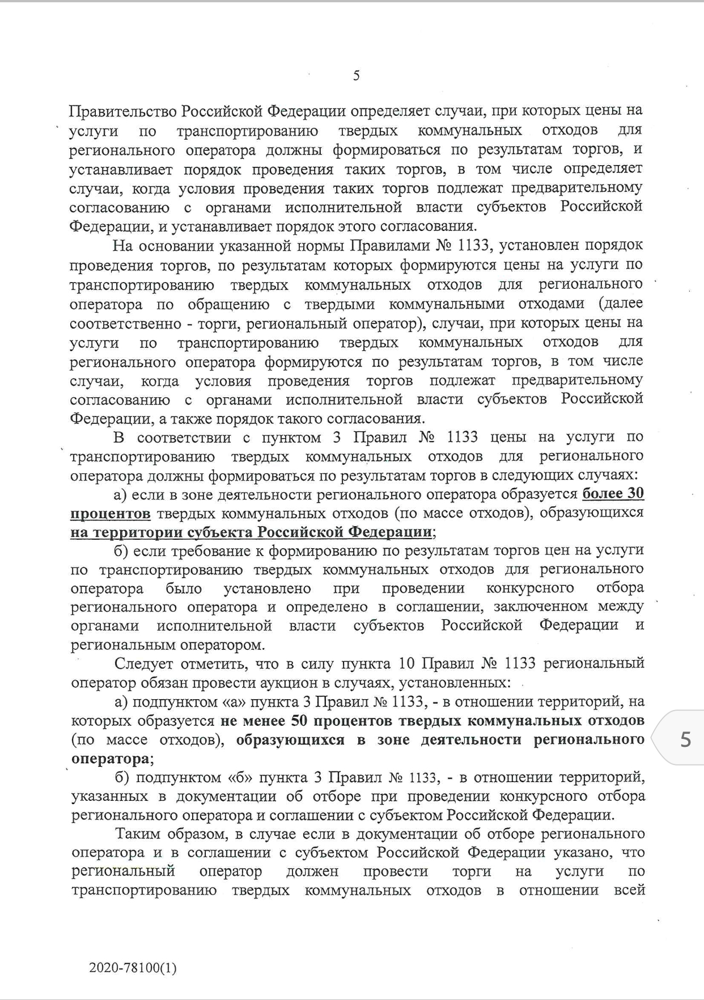 5
Правительство Российской Федерации определяет случаи, при которых цены на
услуги по транспортированию твердых коммунальных отходов для
регионального оператора должны формироваться по результатам торгов, и
устанавливает порядок проведения таких торгов, в том числе определяет
случаи, когда условия проведения таких торгов подлежат предварительному
согласованию с органами исполнительной власти субъектов Российской
Федерации, и устанавливает порядок этого согласования.
На основании указанной нормы Правилами № 1133, установлен порядок
проведения торгов, по результатам которых формируются цены на услуги по
транспортированию твердых коммунальных отходов для регионального
оператора по обращению с твердыми коммунальными отходами (далее
соответственно - торги, региональный оператор), случаи, при которых цены на
услуги по транспортированию твердых коммунальных отходов для
регионального оператора формируются по результатам торгов, в том числе
случаи, когда условия проведения торгов подлежат предварительному
согласованию с органами исполнительной власти субъектов Российской
Федерации, а также порядок такого согласования.
В соответствии с пунктом 3 Правил № 1133 цены на услуги по
транспортированию твердых коммунальных отходов для регионального
оператора должны формироваться по результатам торгов в следующих случаях:
а) если в зоне деятельности регионального оператора образуется более 30
процентов твердых коммунальных отходов (по массе отходов), образующихся
на территории субъекта Российской Федерации;
б) если требование к формированию по результатам торгов цен на услуги
по транспортированию твердых коммунальных отходов для регионального
оператора было установлено при проведении конкурсного отбора
регионального оператора и определено в соглашении, заключенном между
органами исполнительной власти субъектов Российской Федерации и
региональным оператором.
Следует отметить, что в силу пункта 10 Правил № 1133 региональный
оператор обязан провести аукцион в случаях, установленных:
а) подпунктом «а» пункта 3 Правил № 1133, - в отношении территорий, на
которых образуется не менее 50 процентов твердых коммунальных отходов
(по массе отходов), образующихся в зоне деятельности регионального
оператора;
5
б) подпунктом «б» пункта 3 Правил № 1133, - в отношении территорий,
указанных в документации об отборе при проведении конкурсного отбора
регионального оператора и соглашении с субъектом Российской Федерации.
Таким образом, в случае если в документации об отборе регионального
оператора и в соглашении с субъектом Российской Федерации указано, что
региональный оператор должен провести торги на услуги по
транспортированию твердых коммунальных отходов в отношении всей
2020-78100(1)